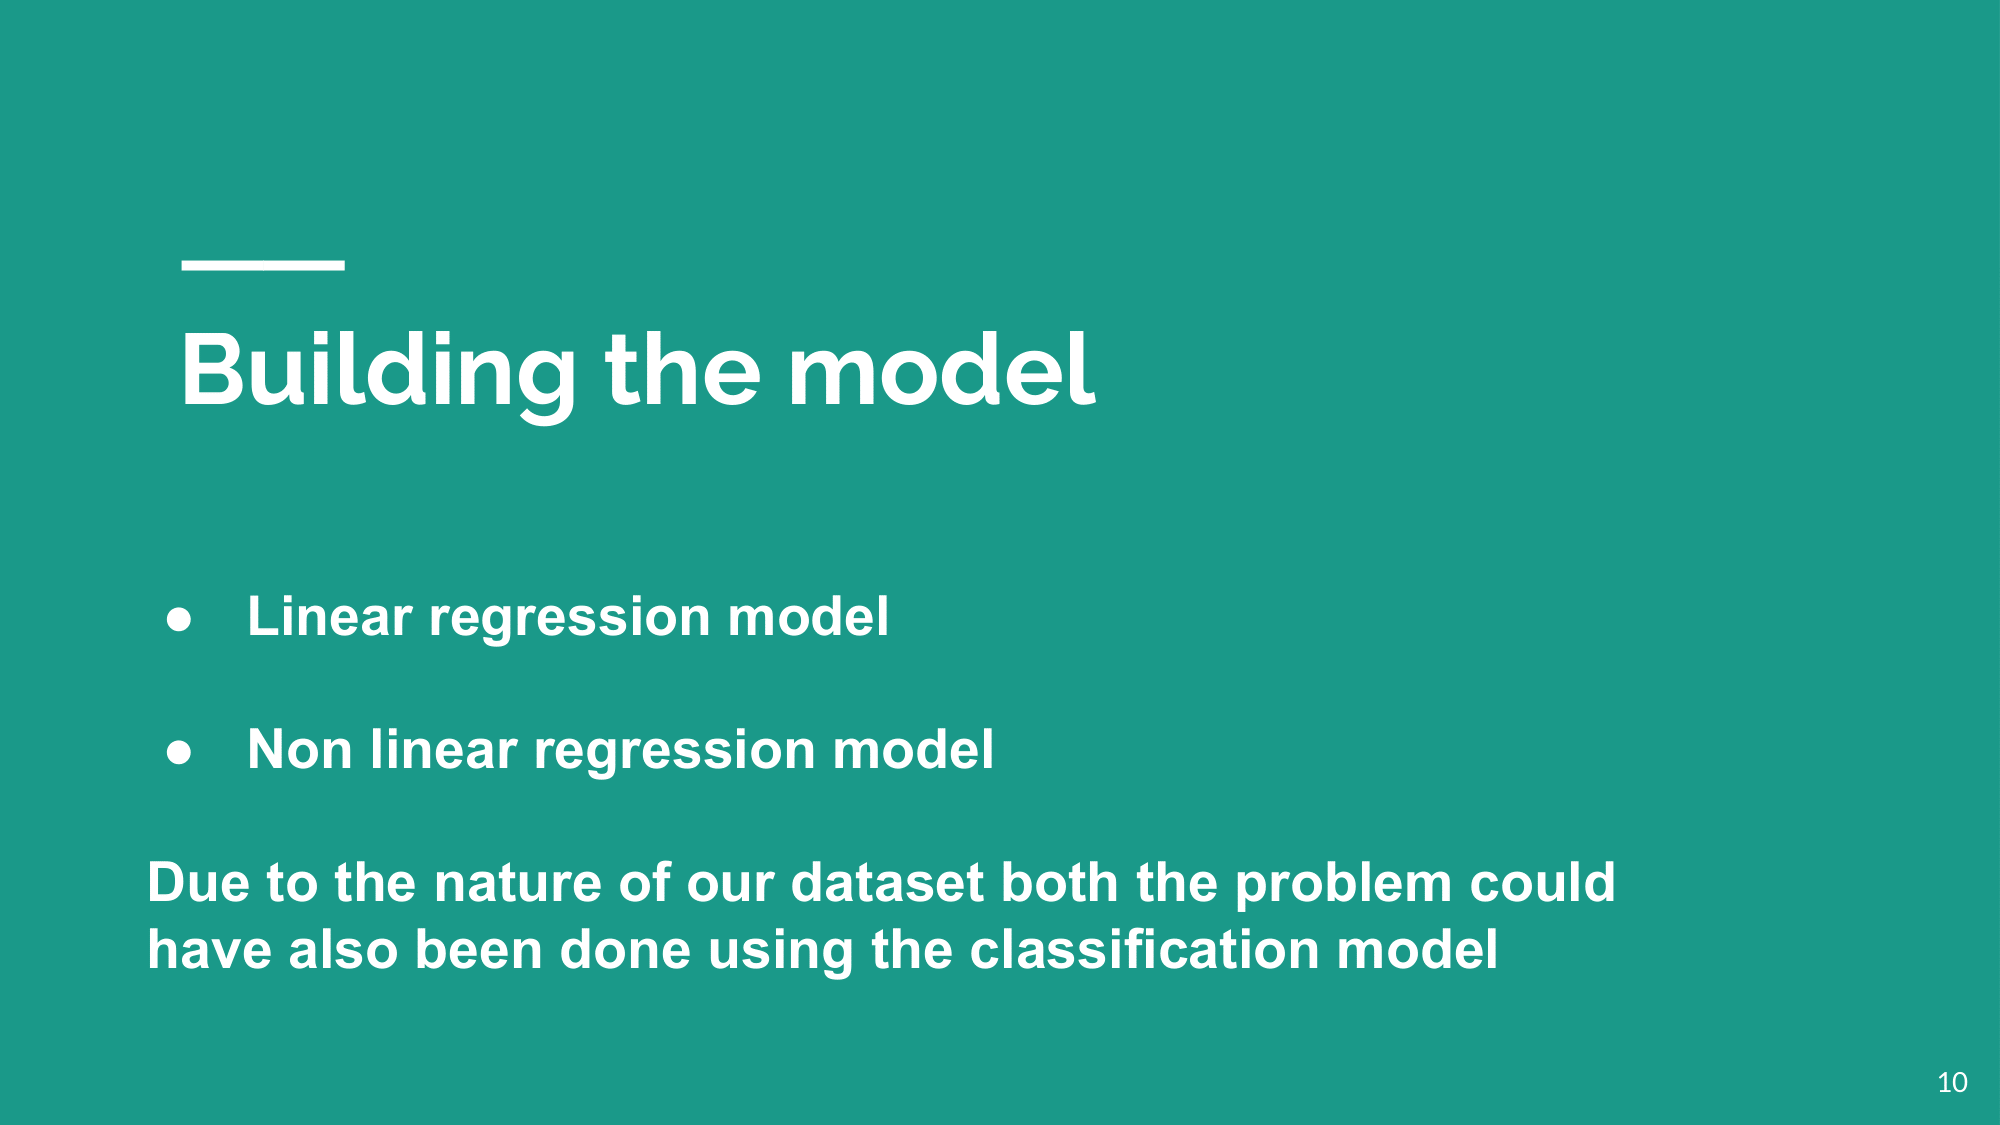 Building the model
● Linear regression model
● Non linear regression model
Due to the nature of our dataset both the problem could
have also been done using the classification model
10